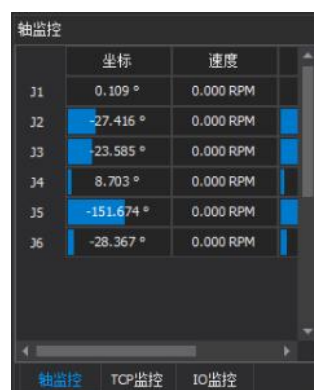 轴监控
坐标 速度
J1 0.109 ° 0.000 RPM
J2 -27.416 ° 0.000 RPM
J3 -23.585 ° 0.000 RPM
J4 8.703 ° 0.000 RPM
J5 -151.674 ° 0.000 RPM
J6 -28.367 ° 0.000 RPM
轴监控 TCP监控 IO监控